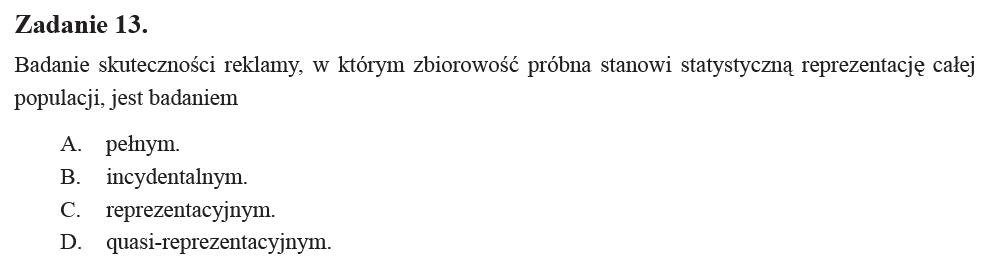 Zadanie 13.
Badanie skuteczności reklamy, w którym zbiorowość próbna stanowi statystyczną reprezentację całej
populacji, jest badaniem
A. pełnym.
B. incydentalnym.
C. reprezentacyjnym.
D. quasi-reprezentacyjnym.